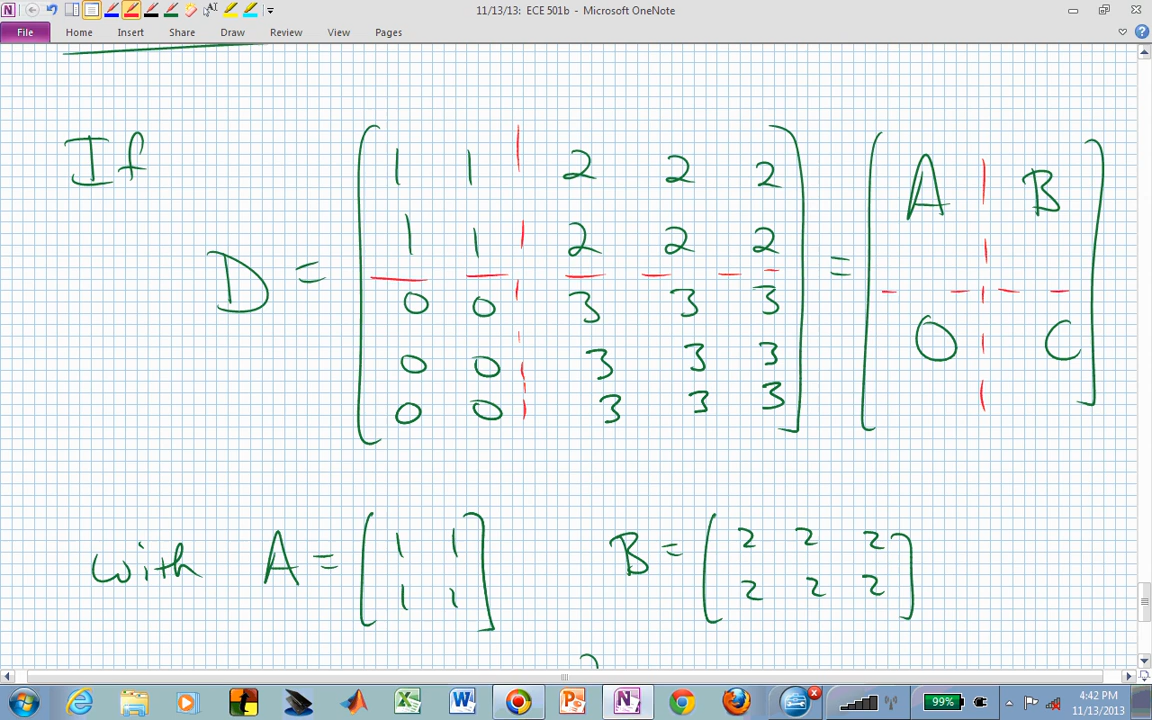 11/13/13: ECE 501b - Microsoft OneNote
File Home Insert Share Draw Review View Pages
If
D = [ 1 1 | 2 2 2 ] = [ A | B ]
1 1 | 2 2 2
0 0 | 3 3 3
0 0 | 3 3 3 0 | C
0 0 | 3 3 3
with A = [ 1 1 ] B = [ 2 2 2 ]
1 1 2 2 2
99% 4:42 PM
11/13/2013